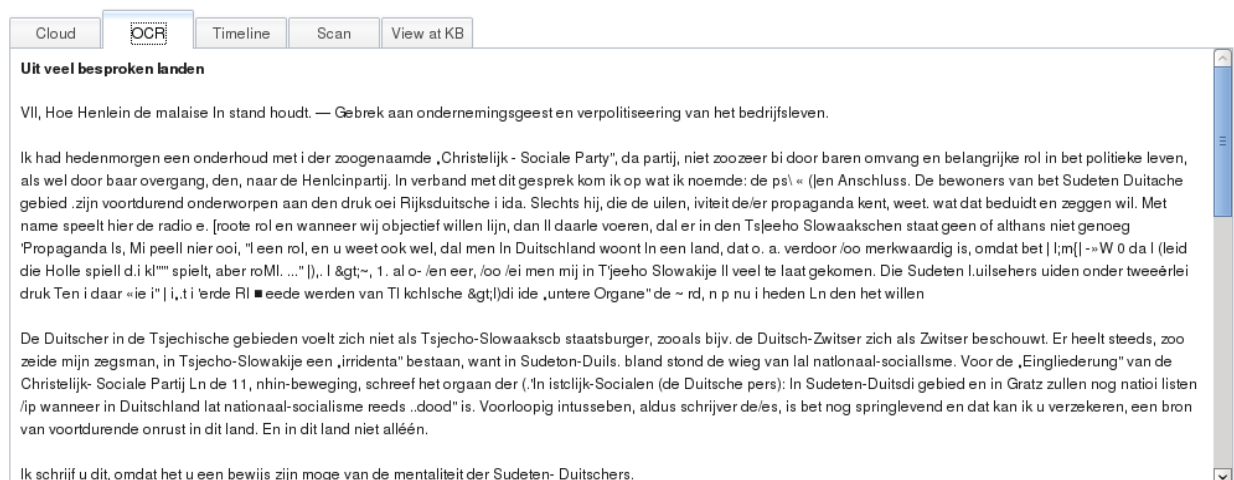 Cloud OCR Timeline Scan View at KB
Uit veel besproken landen
VII, Hoe Henlein de malaise In stand houdt. — Gebrek aan ondernemingsgeest en verpolitiseering van het bedrijfsleven.
Ik had hedenmorgen een onderhoud met i der zoogenaamde „Christelijk - Sociale Party", da partij, niet zoozeer bi door baren omvang en belangrijke rol in bet politieke leven,
als wel door baar overgang, den, naar de Henlcinpartij. In verband met dit gesprek kom ik op wat ik noemde: de ps\ « (|en Anschluss. De bewoners van bet Sudeten Duitache
gebied .zijn voortdurend onderworpen aan den druk oei Rijksduitsche i ida. Slechts hij, die de uilen, iviteit de/er propaganda kent, weet. wat dat beduidt en zeggen wil. Met
name speelt hier de radio e. [roote rol en wanneer wij objectief willen lijn, dan II daarle voeren, dal er in den Ts|eeho Slowaakschen staat geen of althans niet genoeg
'Propaganda Is, Mi peell nier ooi, "I een rol, en u weet ook wel, dal men In Duitschland woont In een land, dat o. a. verdoor /oo merkwaardig is, omdat bet | l;m{| -»W 0 da I (leid
die Holle spiell d.i kl""' spielt, aber roMl. ..." |),. I &gt;~, 1. al o- /en eer, /oo /ei men mij in T'jeeho Slowakije II veel te laat gekomen. Die Sudeten I.uilsehers uiden onder tweeërlei
druk Ten i daar «ie i" | i,.t i 'erde RI ■ eede werden van TI kchlsche &gt;l)di ide „untere Organe" de ~ rd, n p nu i heden Ln den het willen
De Duitscher in de Tsjechische gebieden voelt zich niet als Tsjecho-Slowaakscb staatsburger, zooals bijv. de Duitsch-Zwitser zich als Zwitser beschouwt. Er heelt steeds, zoo
zeide mijn zegsman, in Tsjecho-Slowakije een „irridenta" bestaan, want in Sudeton-Duils. bland stond de wieg van lal nationaal-sociallsme. Voor de „Eingliederung" van de
Christelijk- Sociale Partij Ln de 11, nhin-beweging, schreef het orgaan der (.'In istclijk-Socialen (de Duitsche pers): In Sudeten-Duitsdi gebied en in Gratz zullen nog natioi listen
/ip wanneer in Duitschland lat nationaal-socialisme reeds ..dood" is. Voorloopig intusseben, aldus schrijver de/es, is bet nog springlevend en dat kan ik u verzekeren, een bron
van voortdurende onrust in dit land. En in dit land niet alléén.
Ik schrijf u dit, omdat het u een bewijs zijn moge van de mentaliteit der Sudeten- Duitschers.